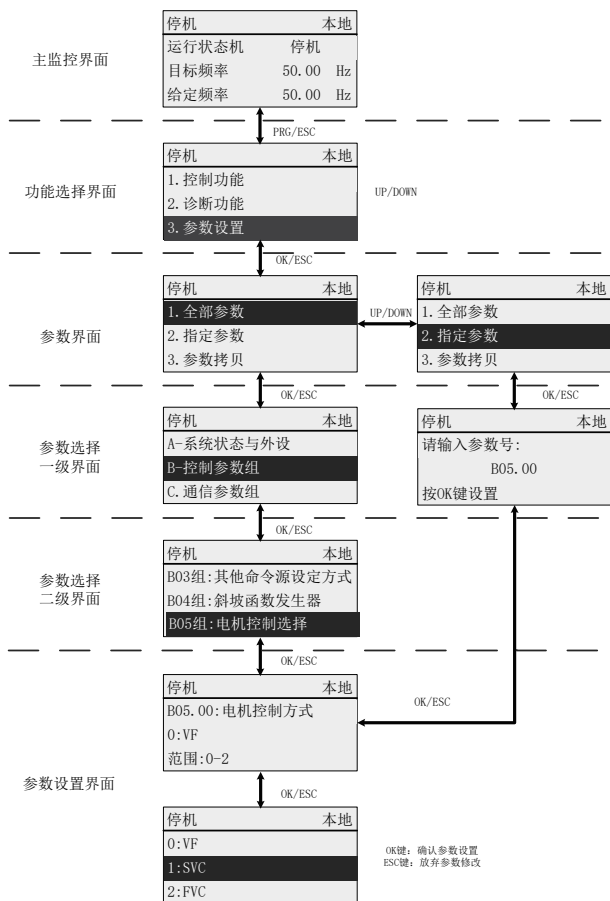 停机 本地
主监控界面
运行状态机 停机
目标频率 50.00 Hz
给定频率 50.00 Hz
PRG/ESC
停机 本地
功能选择界面
1.控制功能
2.诊断功能
3.参数设置
UP/DOWN
OK/ESC
参数界面
停机 本地
1.全部参数
2.指定参数
3.参数拷贝
UP/DOWN
停机 本地
1.全部参数
2.指定参数
3.参数拷贝
OK/ESC
OK/ESC
参数选择
一级界面
停机 本地
A-系统状态与外设
B-控制参数组
C.通信参数组
停机 本地
请输入参数号:
B05.00
按OK键设置
OK/ESC
参数选择
二级界面
停机 本地
B03组:其他命令源设定方式
B04组:斜坡函数发生器
B05组:电机控制选择
OK/ESC
OK/ESC
参数设置界面
停机 本地
B05.00:电机控制方式
0:VF
范围:0-2
OK/ESC
停机 本地
0:VF
1:SVC
2:FVC
OK键: 确认参数设置
ESC键: 放弃参数修改